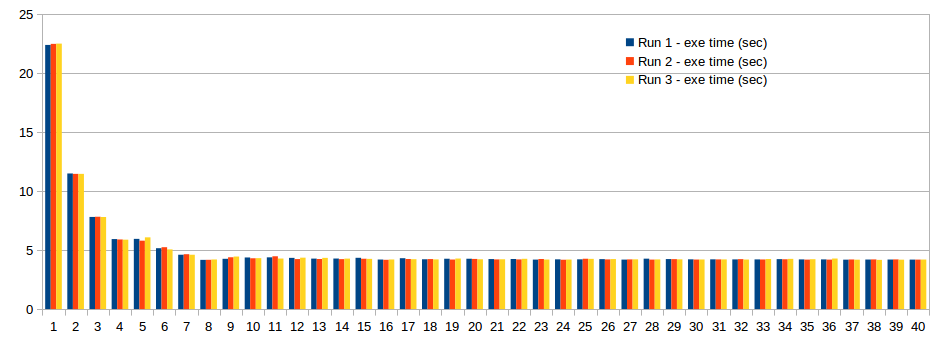 25
Run 1 - exe time (sec)
Run 2 - exe time (sec)
20
Run 3 - exe time (sec)
15
10
5
0
1 2 3 4 5 6 7 8 9 10 11 12 13 14 15 16 17 18 19 20 21 22 23 24 25 26 27 28 29 30 31 32 33 34 35 36 37 38 39 40